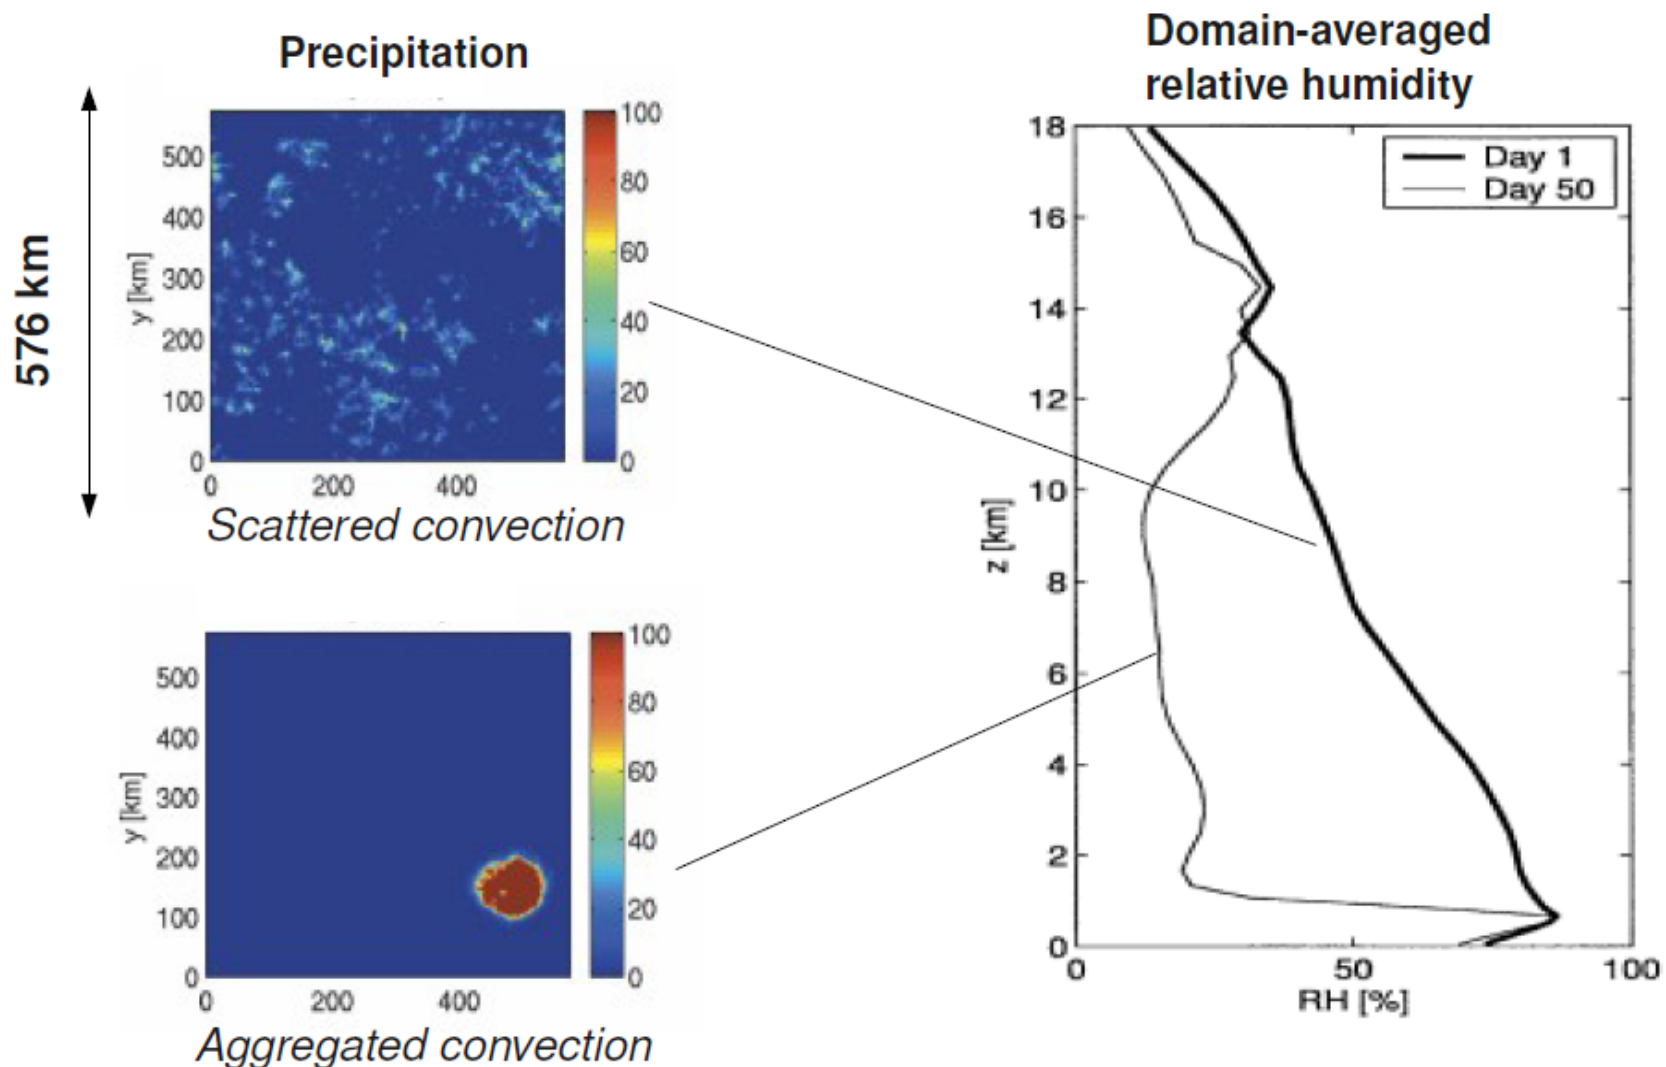 Precipitation
576 km
y [km]
500
400
300
200
100
0
0 200 400
100
80
60
40
20
0
Scattered convection
y [km]
500
400
300
200
100
0
0 200 400
100
80
60
40
20
0
Aggregated convection
Domain-averaged
relative humidity
Day 1
Day 50
z [km]
18
16
14
12
10
8
6
4
2
0
0 50 100
RH [%]